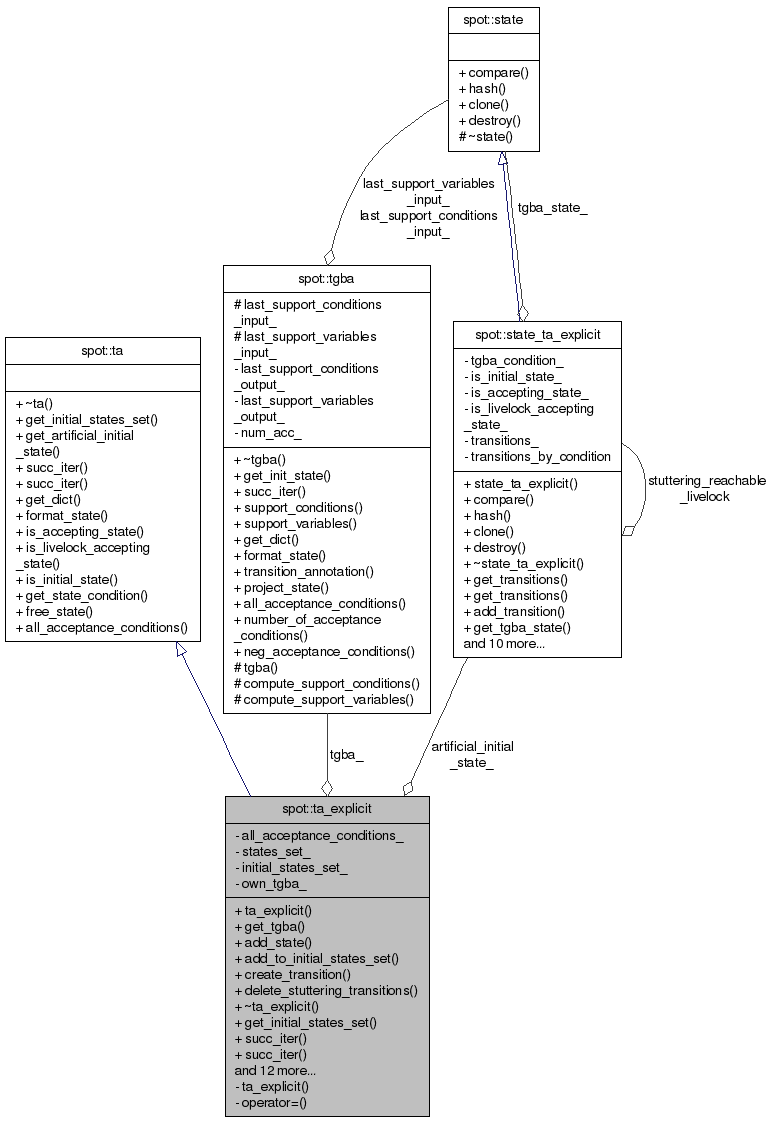 spot::state
+ compare()
+ hash()
+ clone()
+ destroy()
# ~state()
last_support_variables
_input_
last_support_conditions
_input_
tgba_state_
spot::tgba
# last_support_conditions
_input_
# last_support_variables
_input_
- last_support_conditions
_output_
- last_support_variables
_output_
- num_acc_
+ ~tgba()
+ get_init_state()
+ succ_iter()
+ support_conditions()
+ support_variables()
+ get_dict()
+ format_state()
+ transition_annotation()
+ project_state()
+ all_acceptance_conditions()
+ number_of_acceptance
_conditions()
+ neg_acceptance_conditions()
# tgba()
# compute_support_conditions()
# compute_support_variables()
spot::state_ta_explicit
- tgba_condition_
- is_initial_state_
- is_accepting_state_
- is_livelock_accepting
_state_
- transitions_
- transitions_by_condition
+ state_ta_explicit()
+ compare()
+ hash()
+ clone()
+ destroy()
+ ~state_ta_explicit()
+ get_transitions()
+ get_transitions()
+ add_transition()
+ get_tgba_state()
and 10 more...
stuttering_reachable
_livelock
spot::ta
+ ~ta()
+ get_initial_states_set()
+ get_artificial_initial
_state()
+ succ_iter()
+ succ_iter()
+ get_dict()
+ format_state()
+ is_accepting_state()
+ is_livelock_accepting
_state()
+ is_initial_state()
+ get_state_condition()
+ free_state()
+ all_acceptance_conditions()
tgba_
artificial_initial
_state_
spot::ta_explicit
- all_acceptance_conditions_
- states_set_
- initial_states_set_
- own_tgba_
+ ta_explicit()
+ get_tgba()
+ add_state()
+ add_to_initial_states_set()
+ create_transition()
+ delete_stuttering_transitions()
+ ~ta_explicit()
+ get_initial_states_set()
+ succ_iter()
+ succ_iter()
and 12 more...
- ta_explicit()
- operator=()